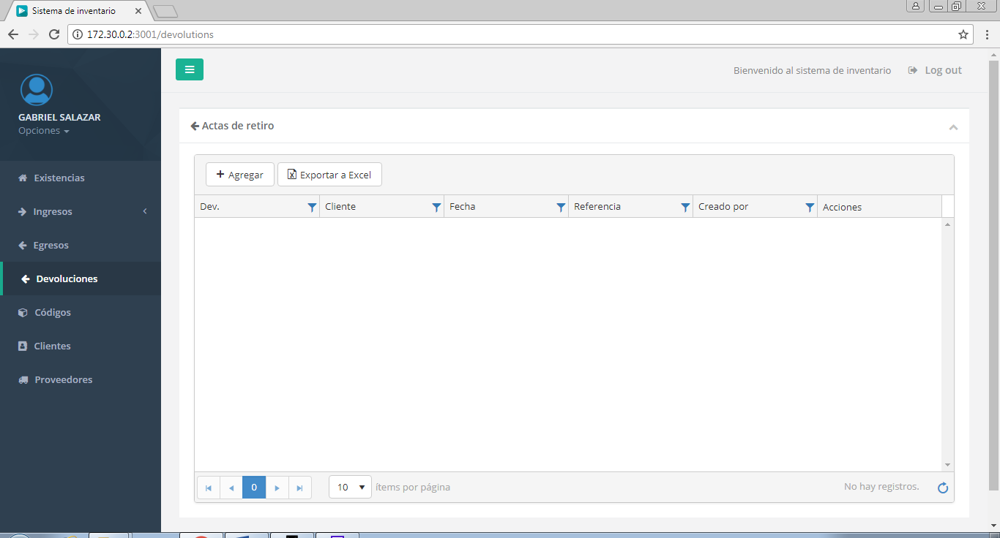 Sistema de inventario
172.30.0.2:3001/devolutions
GABRIEL SALAZAR
Opciones
Existencias
Ingresos
Egresos
Devoluciones
Códigos
Clientes
Proveedores
Bienvenido al sistema de inventario
Log out
Actas de retiro
Agregar
Exportar a Excel
Dev. Cliente Fecha Referencia Creado por Acciones
0 10 ítems por página No hay registros.